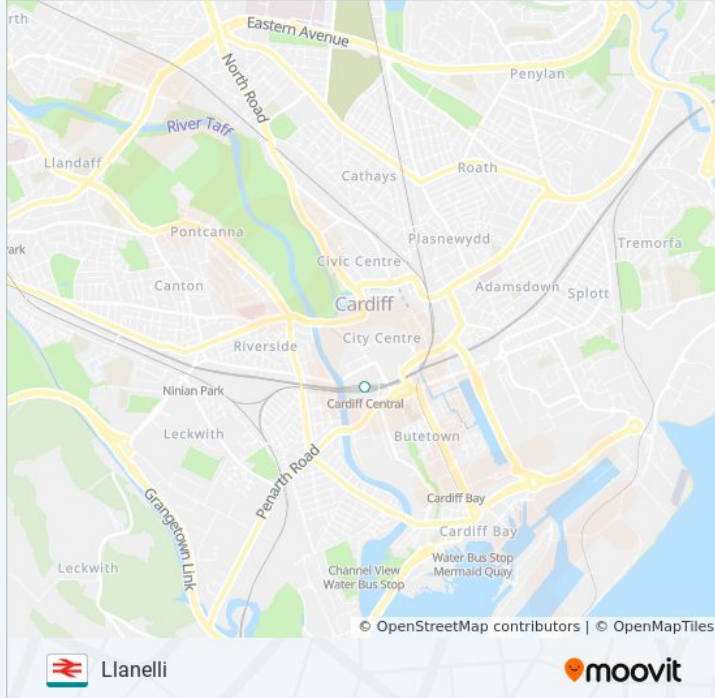 rth
Eastern Avenue
North Road
Penylan
River Taff
Llandaff
Cathays
Roath
Pontcanna
Plasnewydd
Tremorfa
ark
Civic Centre
Canton
Adamsdown
Splott
Cardiff
City Centre
Riverside
Ninian Park
Cardiff Central
Leckwith
Butetown
Penarth Road
Grangetown Link
Cardiff Bay
Cardiff Bay
Leckwith
Channel View
Water Bus Stop
Water Bus Stop
Mermaid Quay
© OpenStreetMap contributors | © OpenMapTiles
Llanelli
moovit